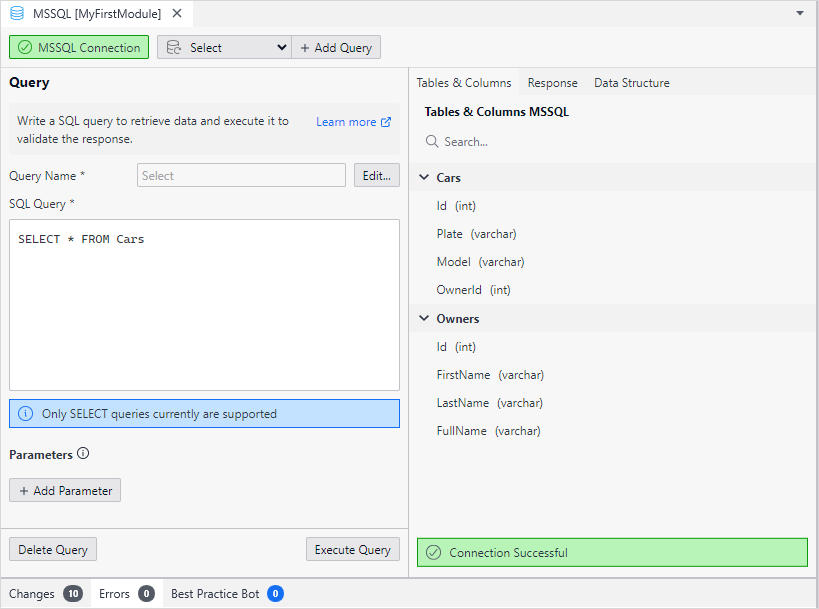 MSSQL [MyFirstModule]
MSSQL Connection
Select
+ Add Query
Query
Write a SQL query to retrieve data and execute it to
validate the response.
Learn more
Query Name *
Select
Edit...
SQL Query *
SELECT * FROM Cars
Only SELECT queries currently are supported
Parameters
+ Add Parameter
Delete Query
Execute Query
Tables & Columns
Response
Data Structure
Tables & Columns MSSQL
Search...
Cars
Id (int)
Plate (varchar)
Model (varchar)
OwnerId (int)
Owners
Id (int)
FirstName (varchar)
LastName (varchar)
FullName (varchar)
Connection Successful
Changes 10
Errors 0
Best Practice Bot 0